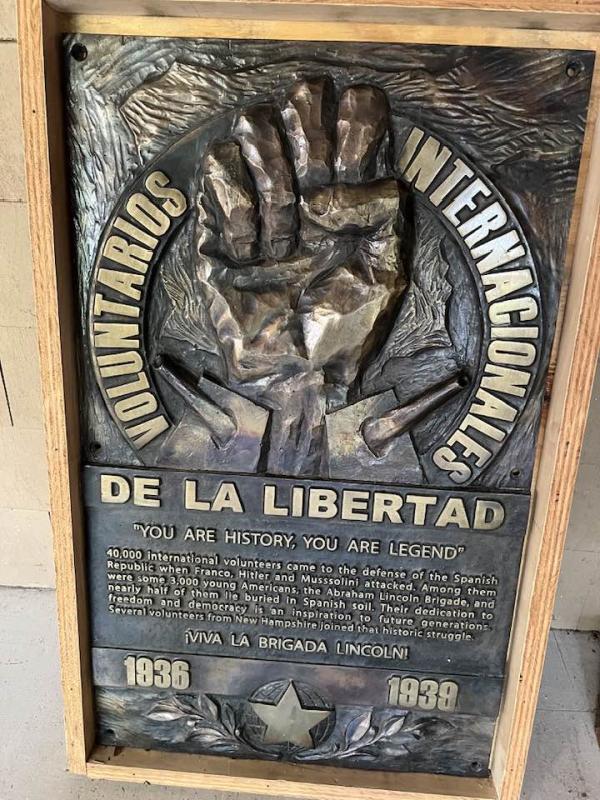 VOLUNTARIOS
INTERNACIONALES
DE LA LIBERTAD
"YOU ARE HISTORY, YOU ARE LEGEND"
40,000 international volunteers came to the defense of the Spanish
Republic when Franco, Hitler and Musssolini attacked. Among them
were some 3,000 young Americans, the Abraham Lincoln Brigade, and
nearly half of them lie buried in Spanish soil. Their dedication to
freedom and democracy is an inspiration to future generations.
Several volunteers from New Hampshire joined that historic struggle.
¡VIVA LA BRIGADA LINCOLN!
1936
1939